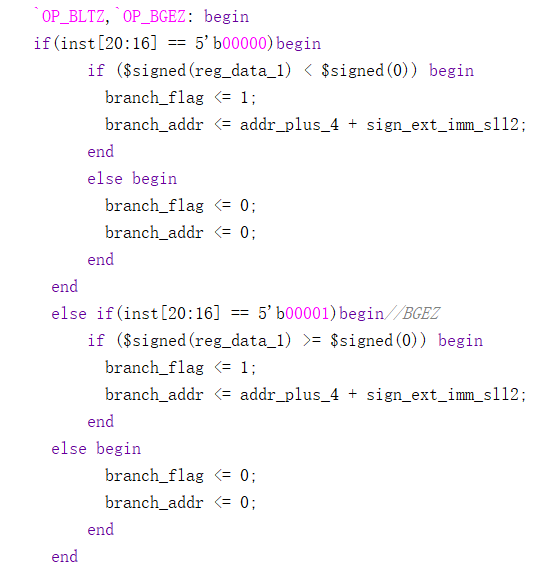 `OP_BLTZ,`OP_BGEZ: begin
if(inst[20:16] == 5'b00000)begin
if ($signed(reg_data_1) < $signed(0)) begin
branch_flag <= 1;
branch_addr <= addr_plus_4 + sign_ext_imm_sll2;
end
else begin
branch_flag <= 0;
branch_addr <= 0;
end
end
else if(inst[20:16] == 5'b00001)begin//BGEZ
if ($signed(reg_data_1) >= $signed(0)) begin
branch_flag <= 1;
branch_addr <= addr_plus_4 + sign_ext_imm_sll2;
end
else begin
branch_flag <= 0;
branch_addr <= 0;
end
end